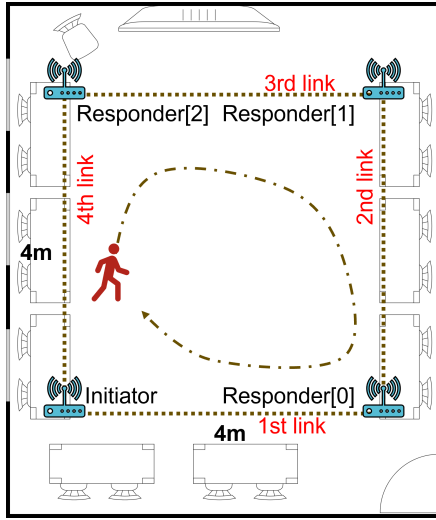 3rd link
Responder[2]
Responder[1]
4th link
2nd link
4m
Initiator
Responder[0]
4m
1st link